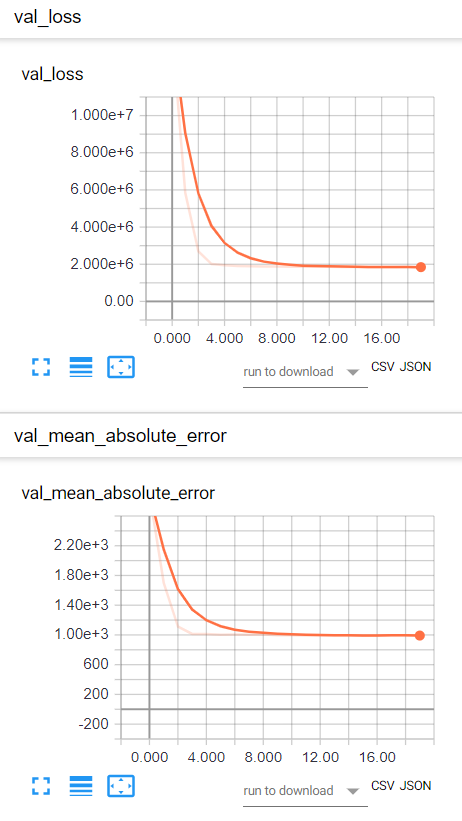 val_loss
val_loss
1.000e+7
8.000e+6
6.000e+6
4.000e+6
2.000e+6
0.00
0.000 4.000 8.000 12.00 16.00
run to download CSV JSON
val_mean_absolute_error
val_mean_absolute_error
2.20e+3
1.80e+3
1.40e+3
1.00e+3
600
200
-200
0.000 4.000 8.000 12.00 16.00
run to download CSV JSON